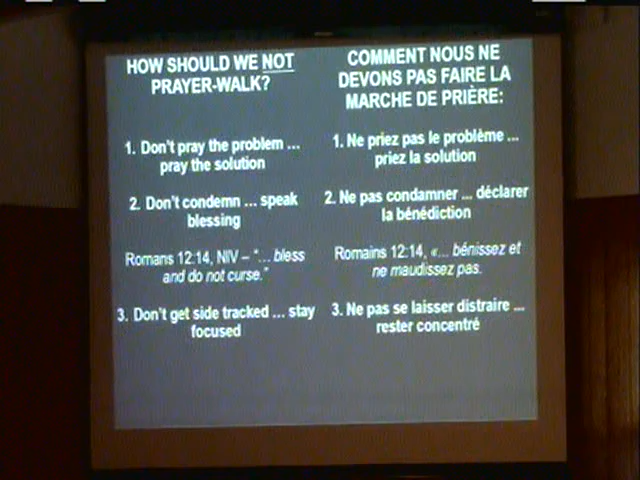 HOW SHOULD WE NOT
PRAYER-WALK?
1. Don't pray the problem ...
pray the solution
2. Don't condemn ... speak
blessing
Romans 12:14, NIV – "... bless
and do not curse."
3. Don't get side tracked ... stay
focused
COMMENT NOUS NE
DEVONS PAS FAIRE LA
MARCHE DE PRIÈRE:
1. Ne priez pas le problème ...
priez la solution
2. Ne pas condamner ... déclarer
la bénédiction
Romains 12:14, «... bénissez et
ne maudissez pas.
3. Ne pas se laisser distraire ...
rester concentré